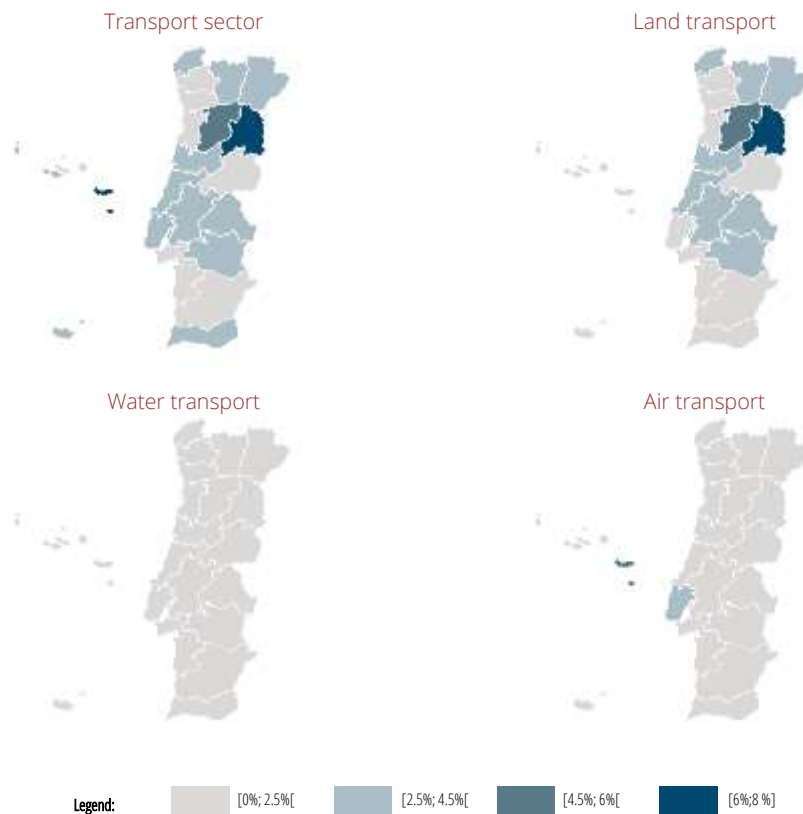 Transport sector
Land transport
Water transport
Air transport
Legend: [0%; 2.5%[ [2.5%; 4.5%[ [4.5%; 6%[ [6%;8 %]